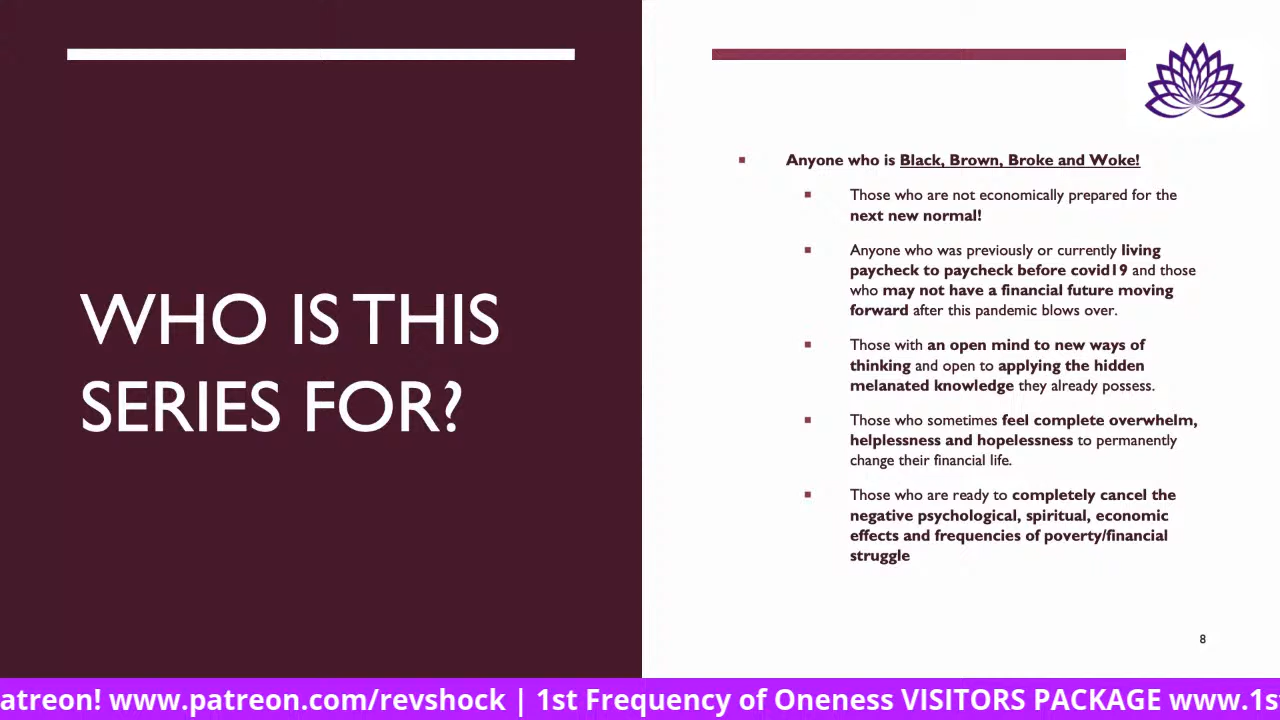 WHO IS THIS
SERIES FOR?
Anyone who is Black, Brown, Broke and Woke!
Those who are not economically prepared for the
next new normal!
Anyone who was previously or currently living
paycheck to paycheck before covid19 and those
who may not have a financial future moving
forward after this pandemic blows over.
Those with an open mind to new ways of
thinking and open to applying the hidden
melanated knowledge they already possess.
Those who sometimes feel complete overwhelm,
helplessness and hopelessness to permanently
change their financial life.
Those who are ready to completely cancel the
negative psychological, spiritual, economic
effects and frequencies of poverty/financial
struggle
8
atreon! www.patreon.com/revshock | 1st Frequency of Oneness VISITORS PACKAGE www.1s